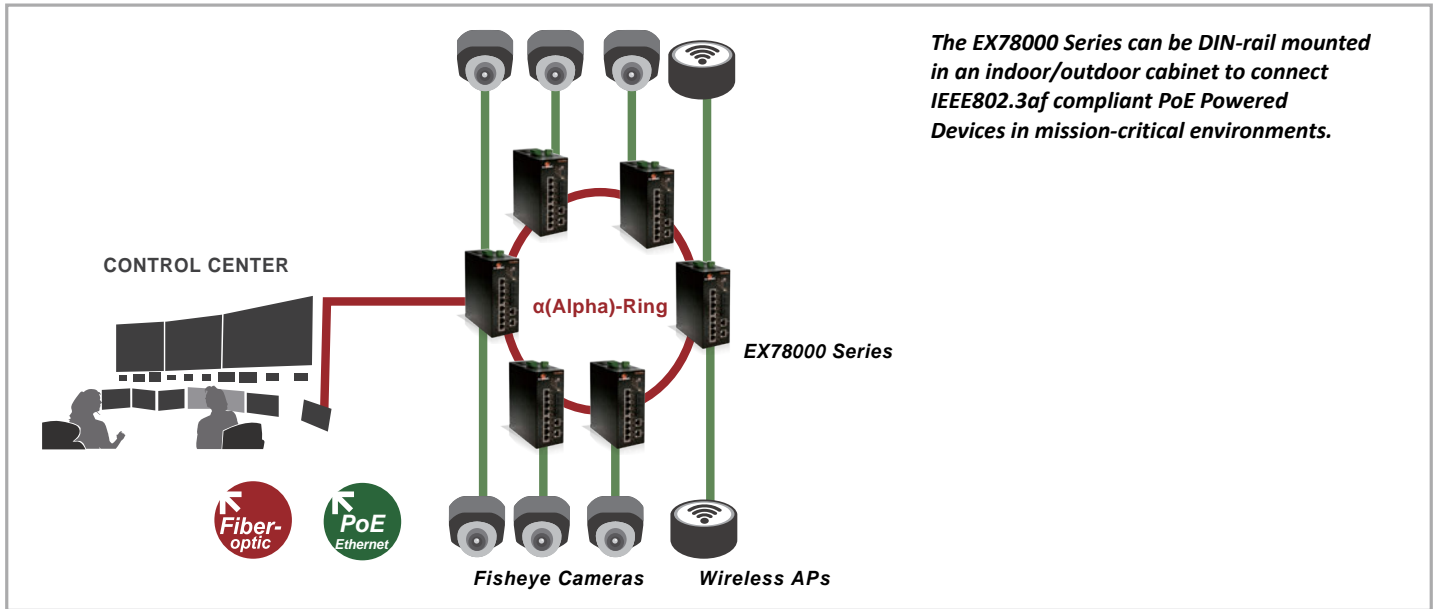 The EX78000 Series can be DIN-rail mounted
in an indoor/outdoor cabinet to connect
IEEE802.3af compliant PoE Powered
Devices in mission-critical environments.
CONTROL CENTER
α(Alpha)-Ring
EX78000 Series
Fiber-
optic
PoE
Ethernet
Fisheye Cameras
Wireless APs